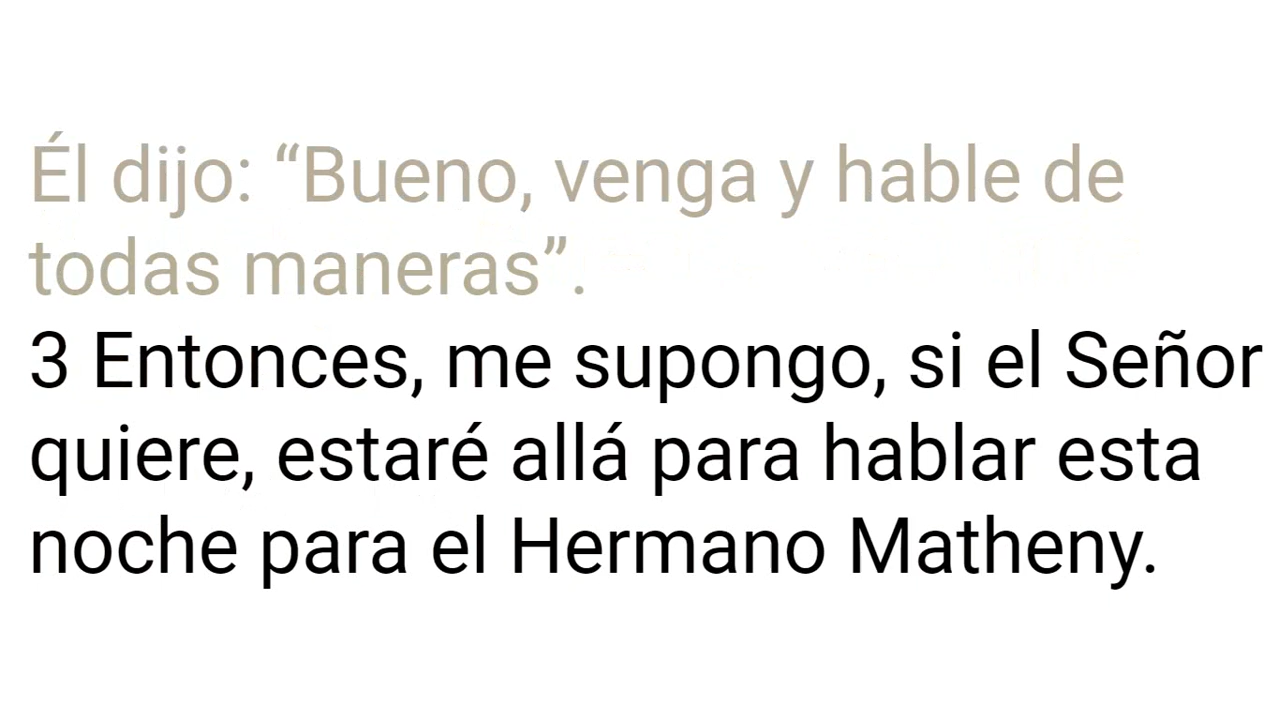 Él dijo: “Bueno, venga y hable de
todas maneras”.
3 Entonces, me supongo, si el Señor
quiere, estaré allá para hablar esta
noche para el Hermano Matheny.